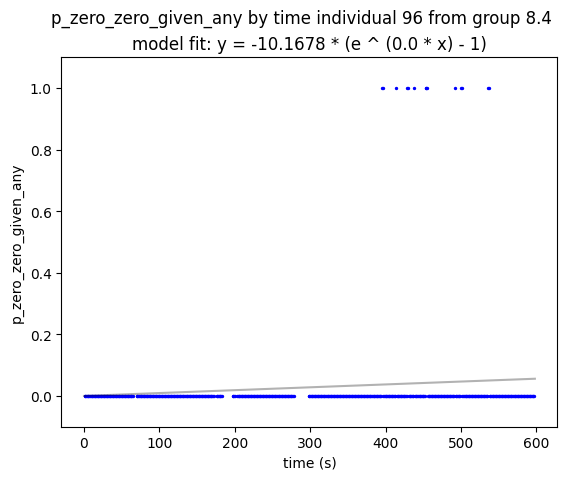 p_zero_zero_given_any by time individual 96 from group 8.4
model fit: y = -10.1678 * (e ^ (0.0 * x) - 1)
1.0
0.8
0.6
0.4
0.2
0.0
p_zero_zero_given_any
0 100 200 300 400 500 600
time (s)